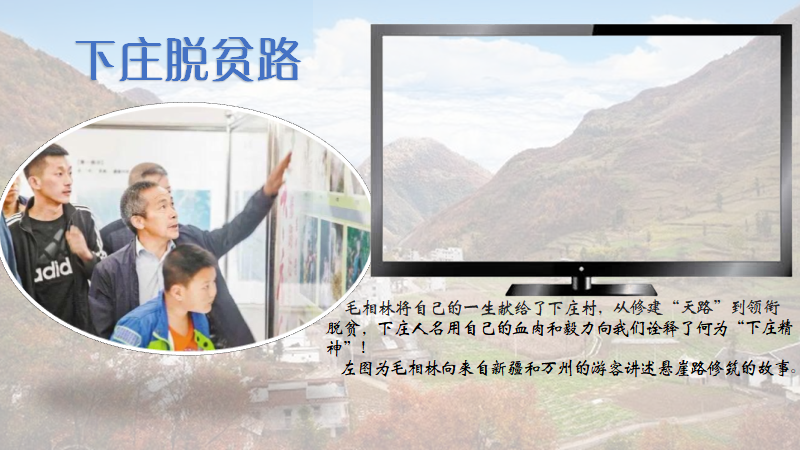 下庄脱贫路
adidas
毛相林将自己的一生献给了下庄村，从修建“天路”到领衔
脱贫，下庄人名用自己的血肉和毅力向我们诠释了何为“下庄精
神”！
左图为毛相林向来自新疆和万州的游客讲述悬崖路修筑的故事。